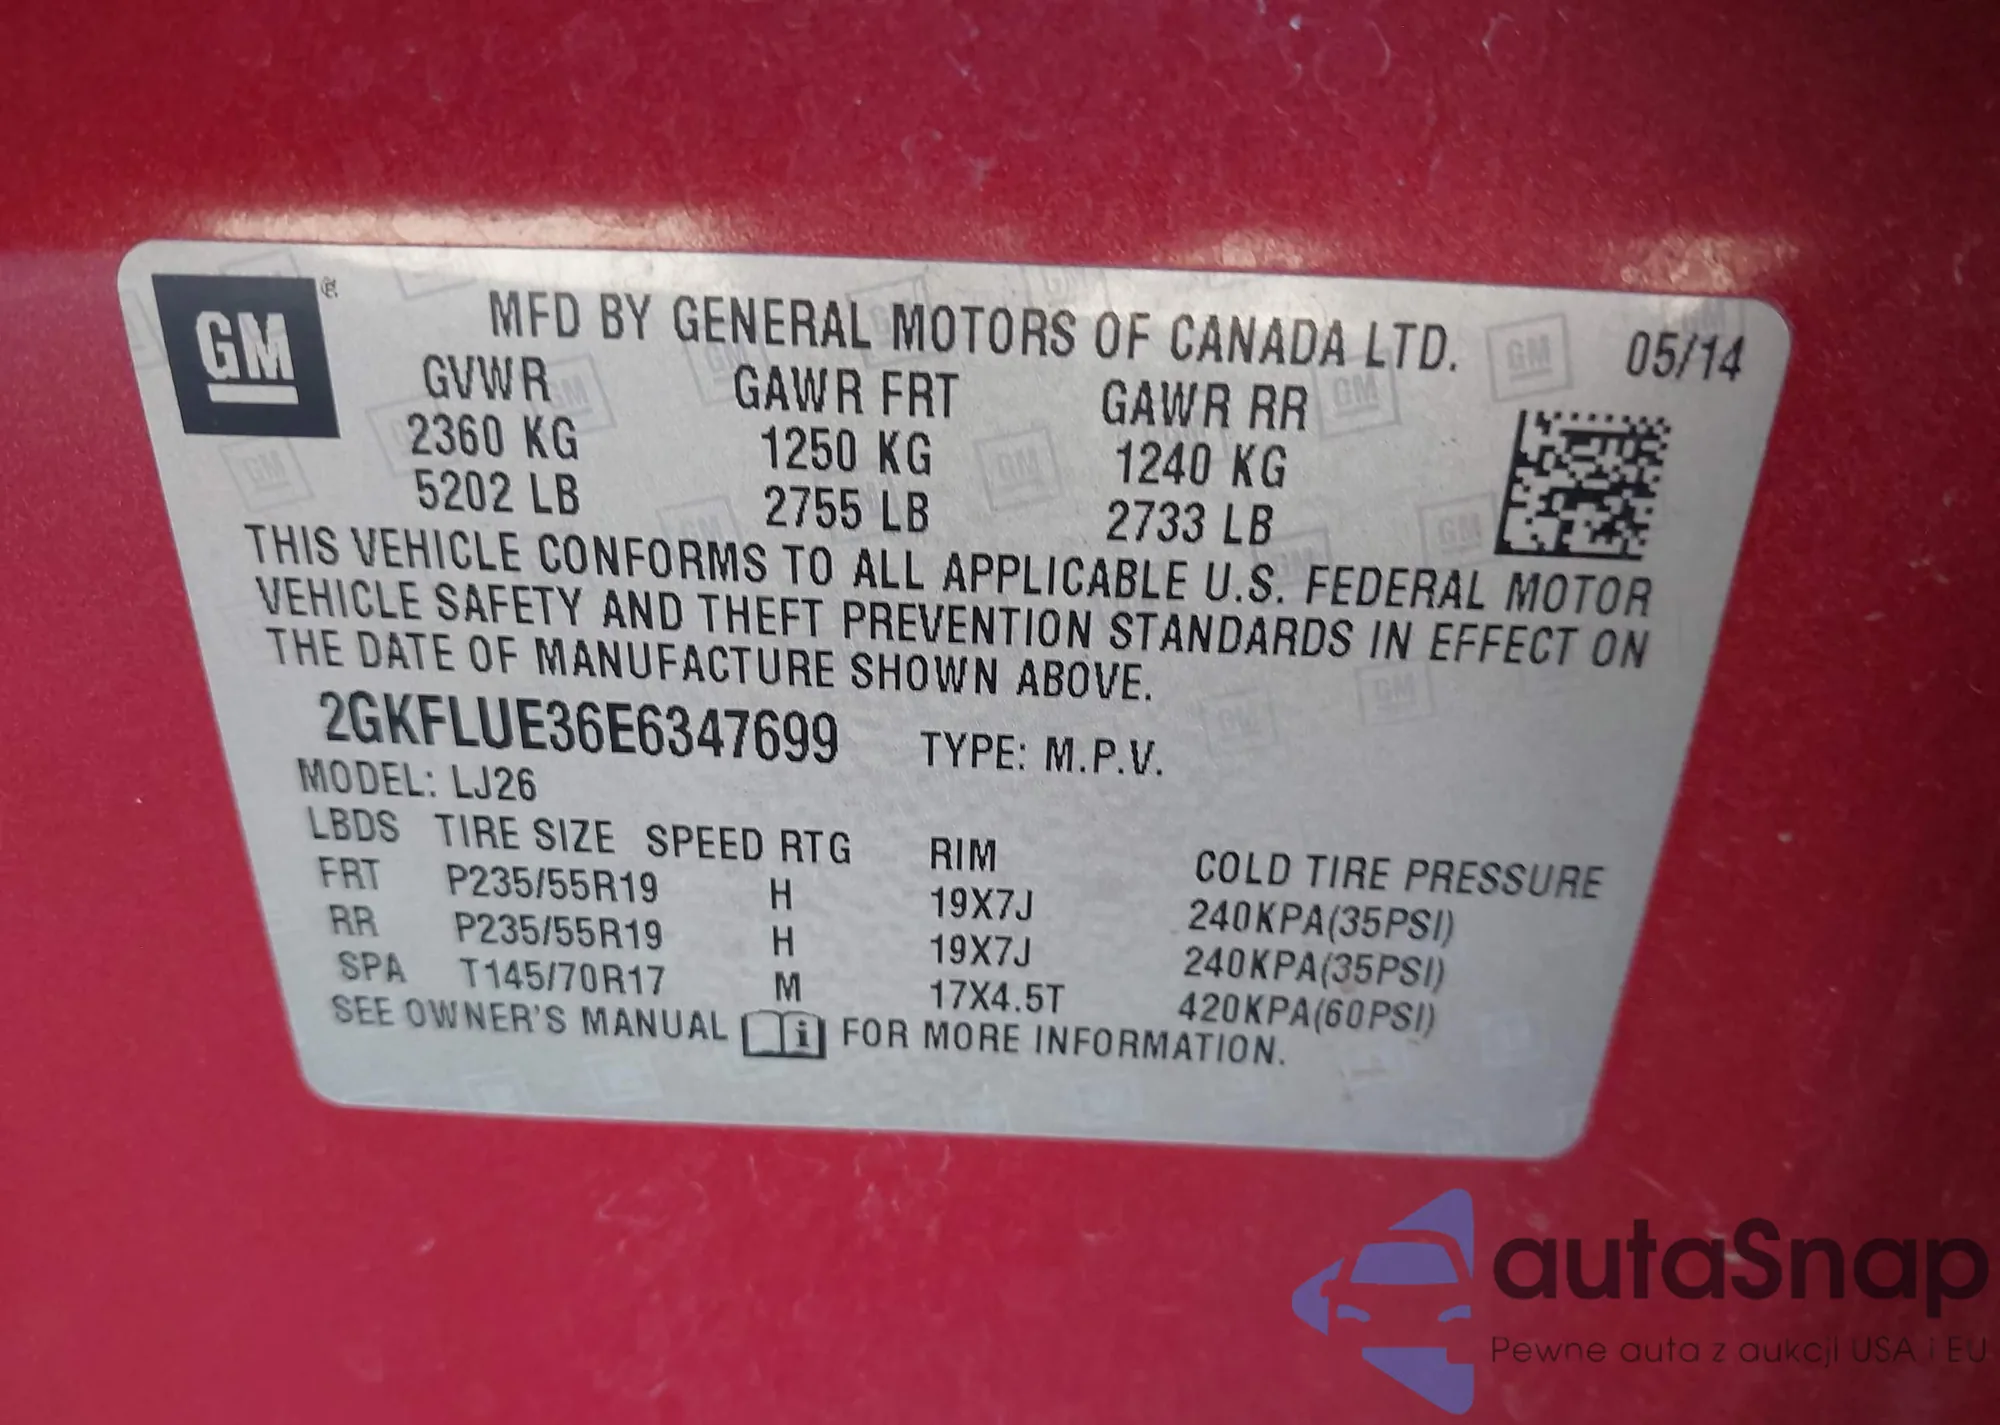 GM
MFD BY GENERAL MOTORS OF CANADA LTD. 05/14
GVWR GAWR FRT GAWR RR
2360 KG 1250 KG 1240 KG
5202 LB 2755 LB 2733 LB
THIS VEHICLE CONFORMS TO ALL APPLICABLE U.S. FEDERAL MOTOR
VEHICLE SAFETY AND THEFT PREVENTION STANDARDS IN EFFECT ON
THE DATE OF MANUFACTURE SHOWN ABOVE.
2GKFLUE36E6347699 TYPE: M.P.V.
MODEL: LJ26
LBDS TIRE SIZE SPEED RTG RIM COLD TIRE PRESSURE
FRT P235/55R19 H 19X7J 240KPA(35PSI)
RR P235/55R19 H 19X7J 240KPA(35PSI)
SPA T145/70R17 M 17X4.5T 420KPA(60PSI)
SEE OWNER'S MANUAL i FOR MORE INFORMATION.
autaSnap
Pewne auta z aukcji USA i EU